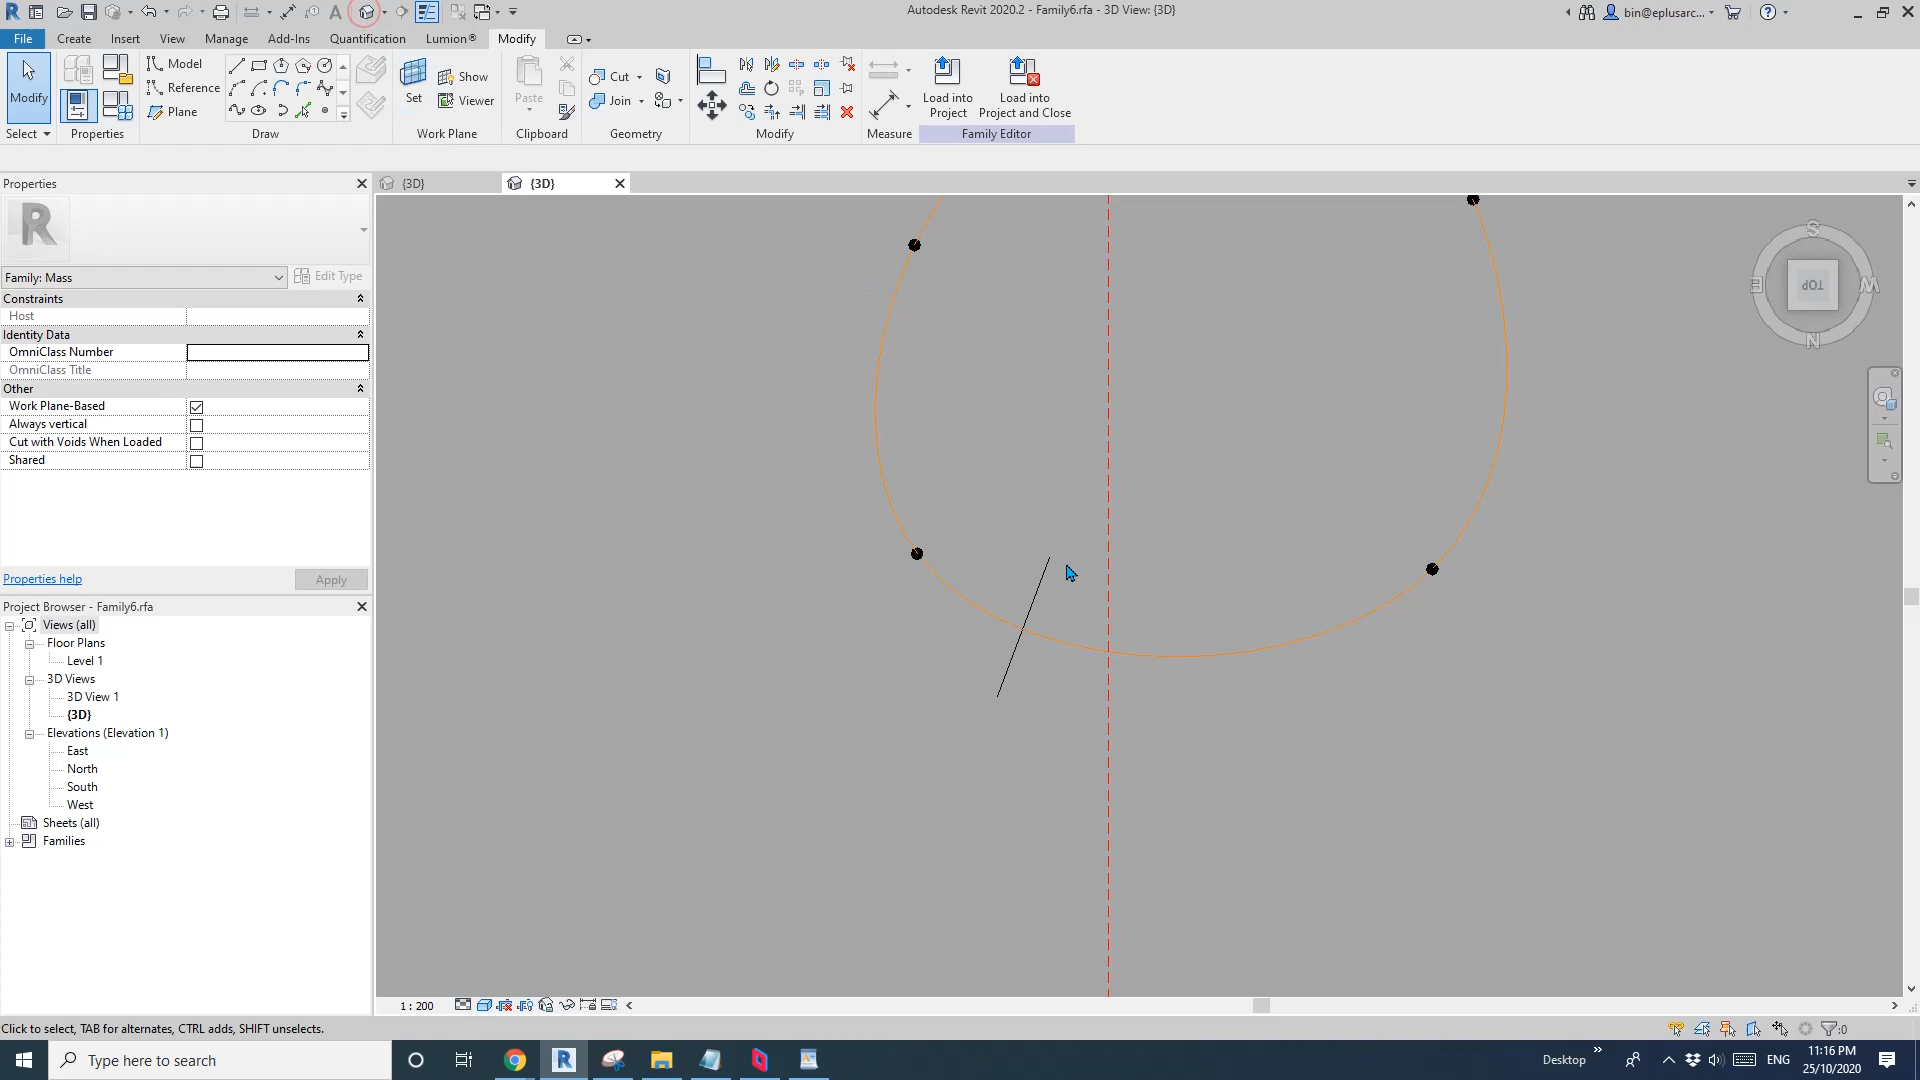 Autodesk Revit 2020.2 - Family6.rfa - 3D View: {3D}
bin@eplusarc...
File Create Insert View Manage Add-Ins Quantification Lumion® Modify
Modify
Select
Properties
Model
Reference
Plane
Draw
Set
Show
Viewer
Work Plane
Paste
Clipboard
Cut
Join
Geometry
Modify
Measure
Load into
Project
Load into
Project and Close
Family Editor
Properties
{3D}
{3D}
R
Family: Mass
Edit Type
Constraints
Host
Identity Data
OmniClass Number
OmniClass Title
Other
Work Plane-Based
Always vertical
Cut with Voids When Loaded
Shared
Properties help
Apply
Project Browser - Family6.rfa
Views (all)
Floor Plans
Level 1
3D Views
3D View 1
{3D}
Elevations (Elevation 1)
East
North
South
West
Sheets (all)
Families
S
E
TOP
W
N
1 : 200
Click to select, TAB for alternates, CTRL adds, SHIFT unselects.
:0
Type here to search
Desktop
ENG
11:16 PM
25/10/2020